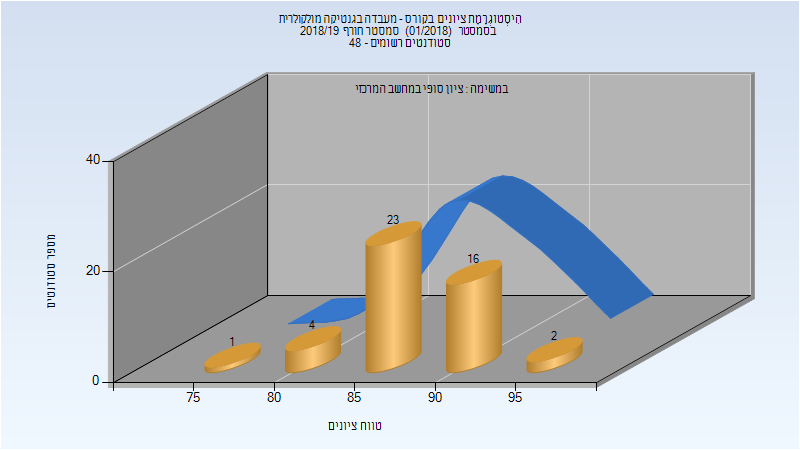 הִיסטוגרמַת ציונים בקורס - מעבדה בגנטיקה מולקולרית
בסמסטר (01/2018) סמסטר חורף 2018/19
סטודנטים רשומים - 48
במשימה : ציון סופי במחשב המרכזי
מספר סטודנטים
40
20
0
1
4
23
16
2
75
80
85
90
95
טווח ציונים